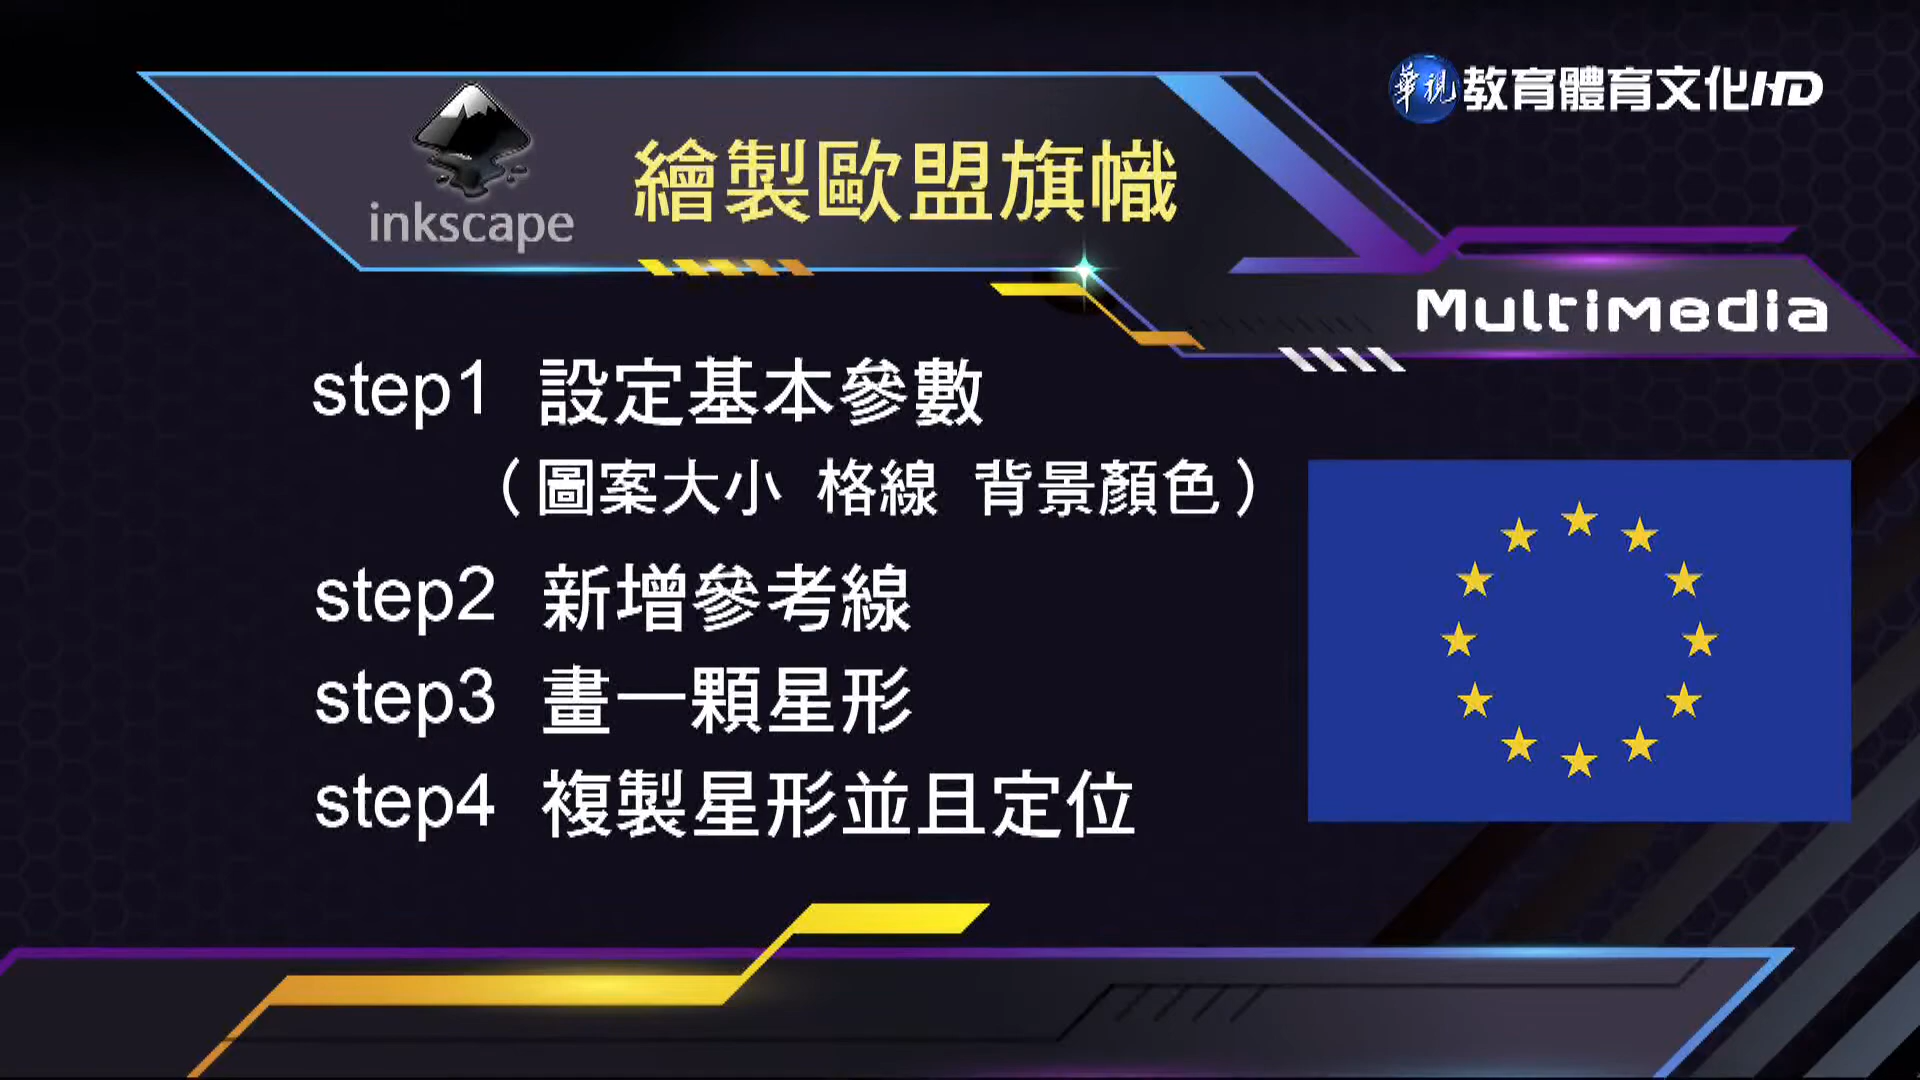 華視 教育體育文化HD
inkscape
繪製歐盟旗幟
Multimedia
step1 設定基本參數
（圖案大小 格線 背景顏色）
step2 新增參考線
step3 畫一顆星形
step4 複製星形並且定位